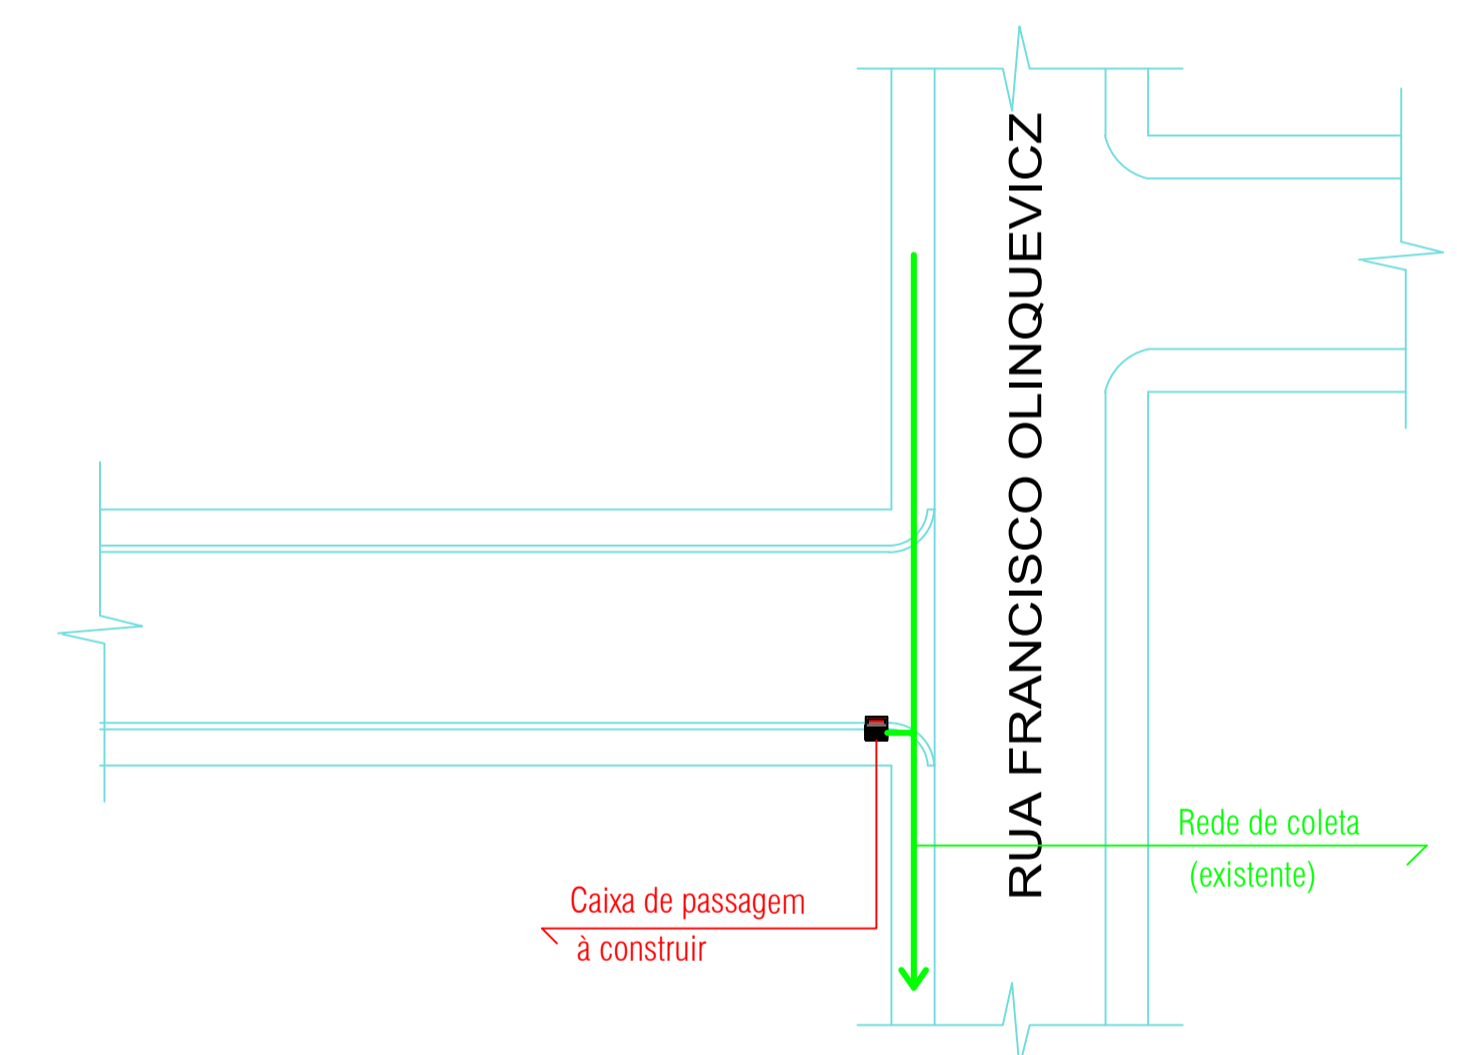 RUA FRANCISCO OLINQUEVICZ
Rede de coleta
(existente)
Caixa de passagem
à construir